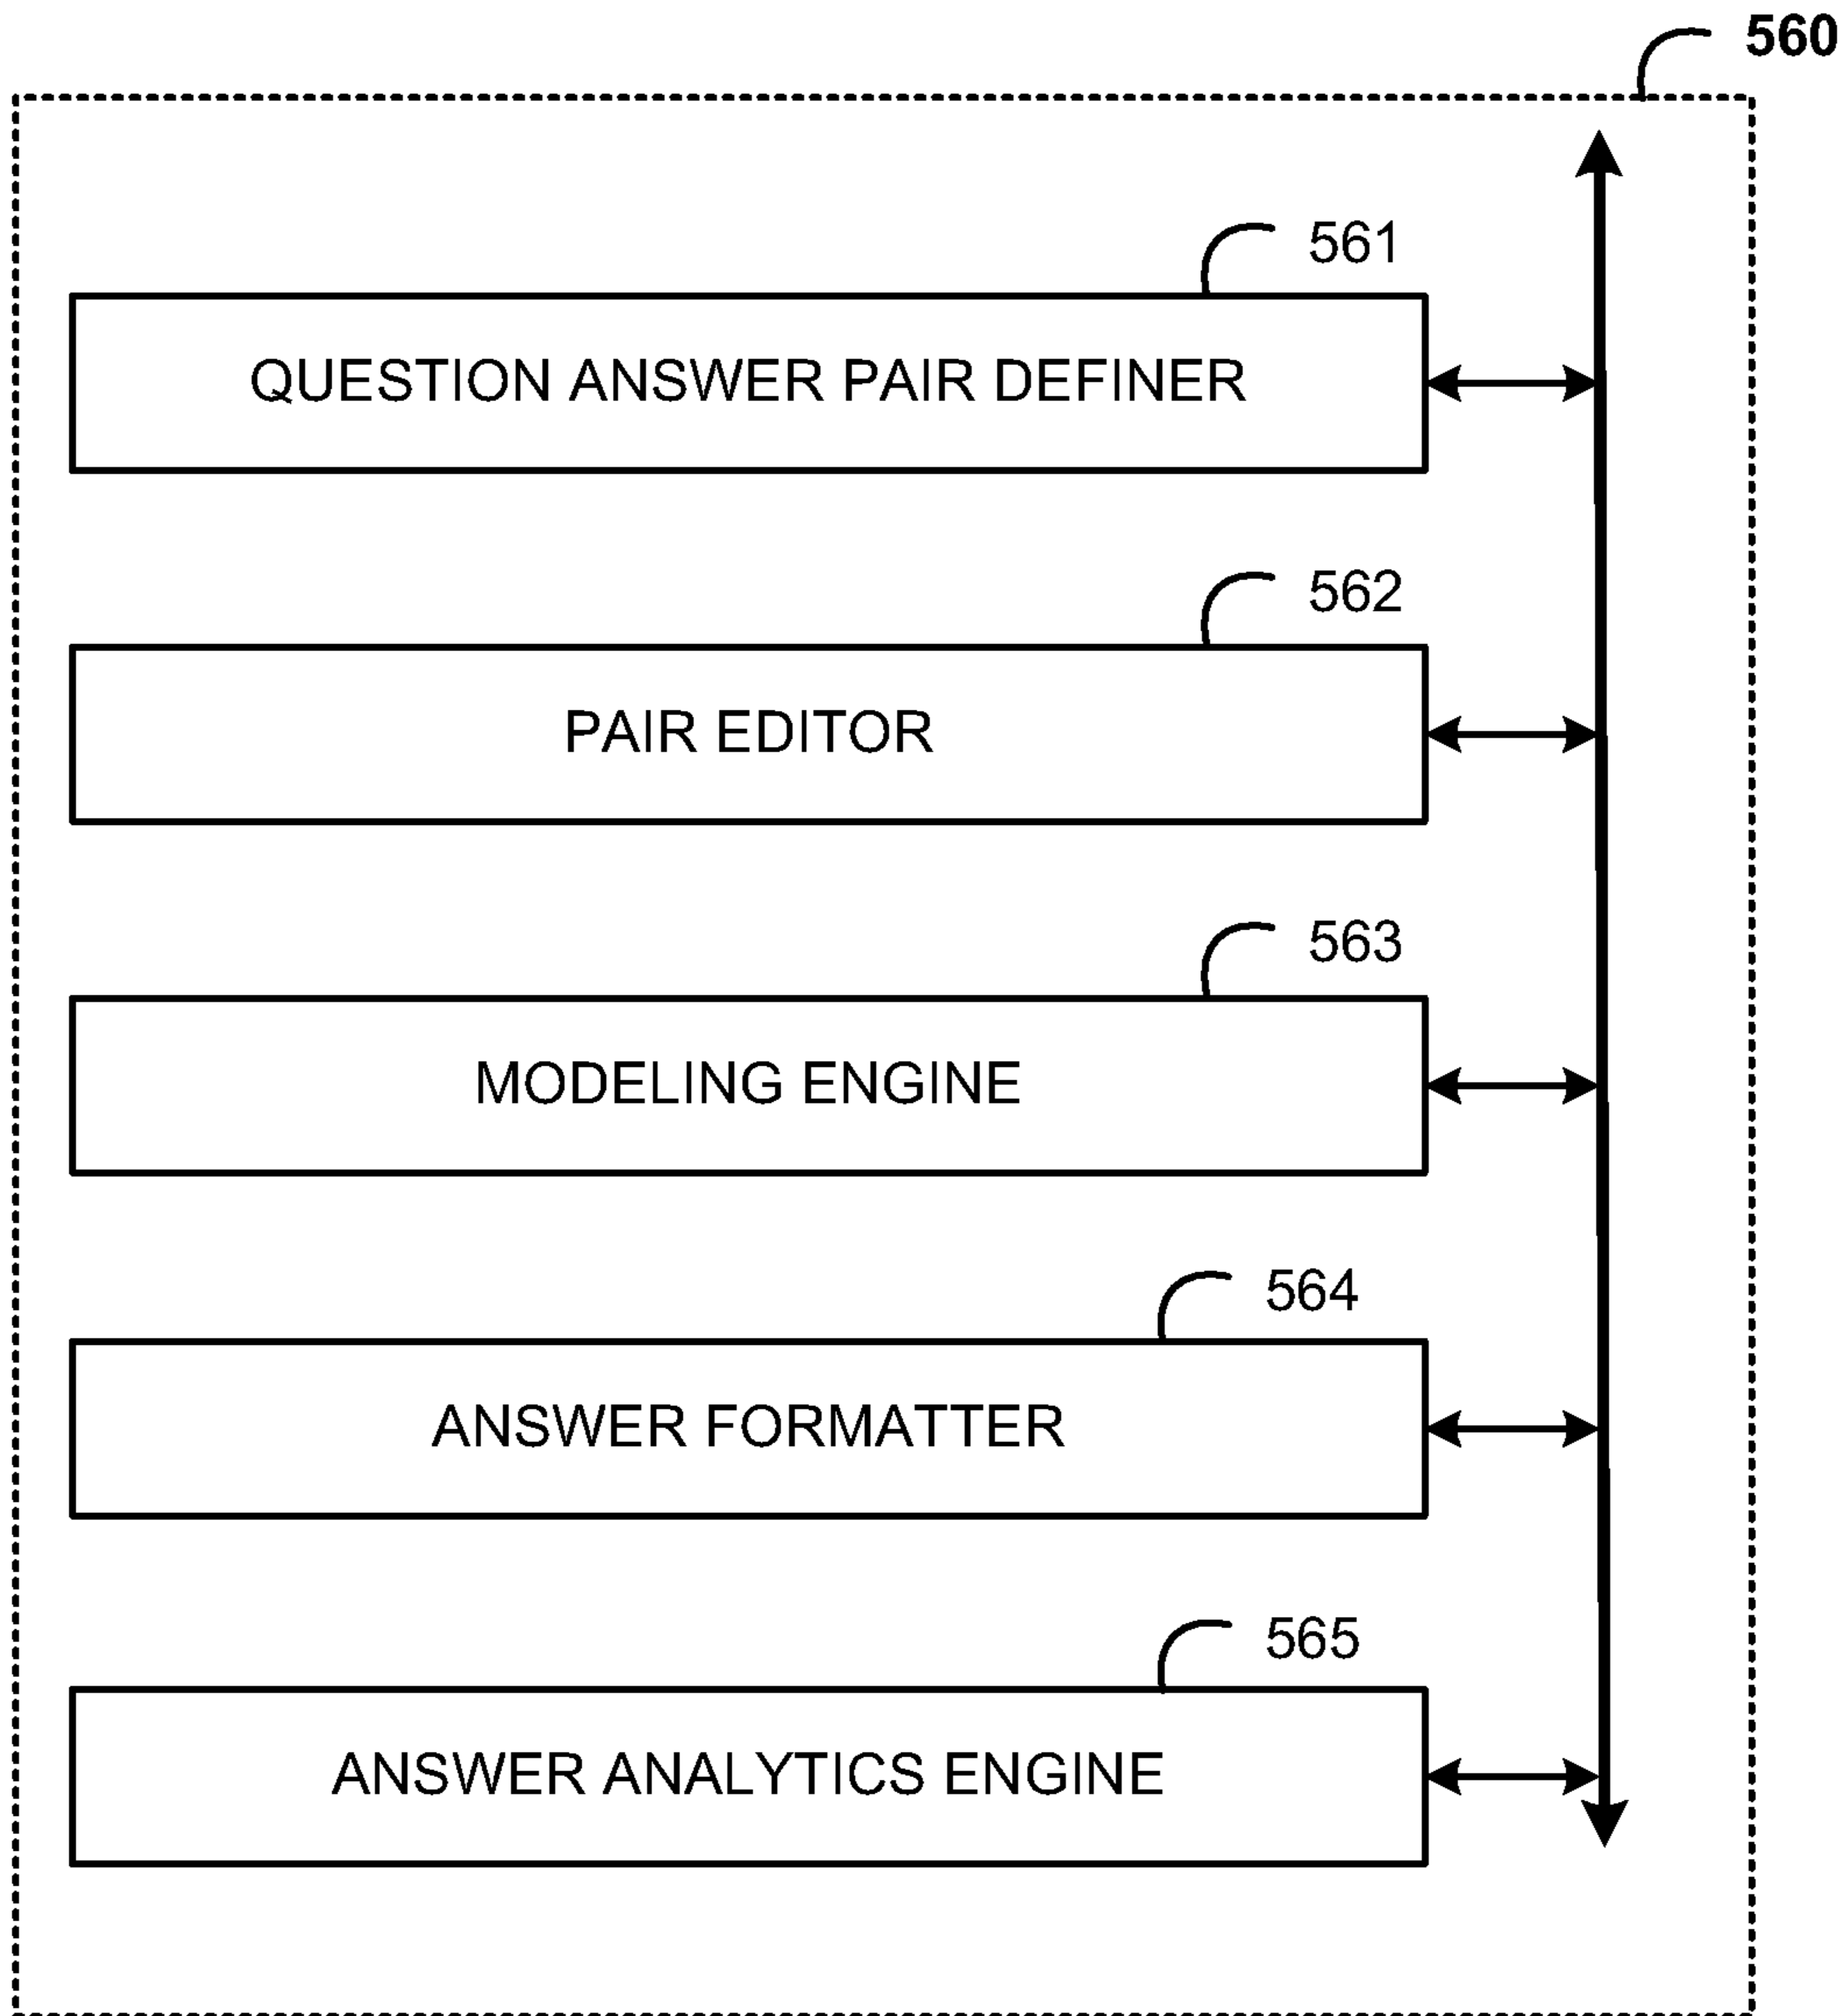 560
561
QUESTION ANSWER PAIR DEFINER
562
PAIR EDITOR
563
MODELING ENGINE
564
ANSWER FORMATTER
565
ANSWER ANALYTICS ENGINE